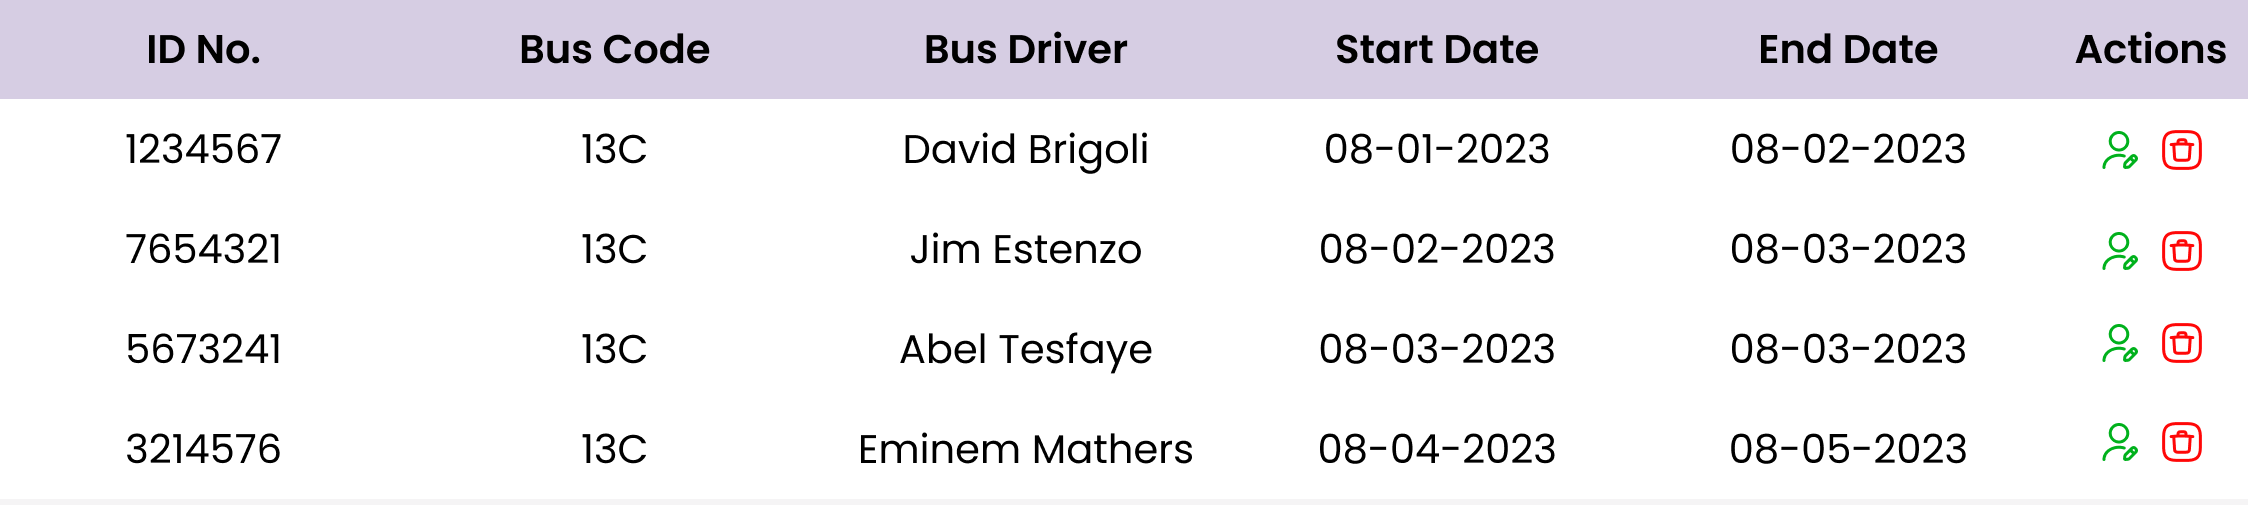 ID No. Bus Code Bus Driver Start Date End Date Actions
1234567 13C David Brigoli 08-01-2023 08-02-2023
7654321 13C Jim Estenzo 08-02-2023 08-03-2023
5673241 13C Abel Tesfaye 08-03-2023 08-03-2023
3214576 13C Eminem Mathers 08-04-2023 08-05-2023